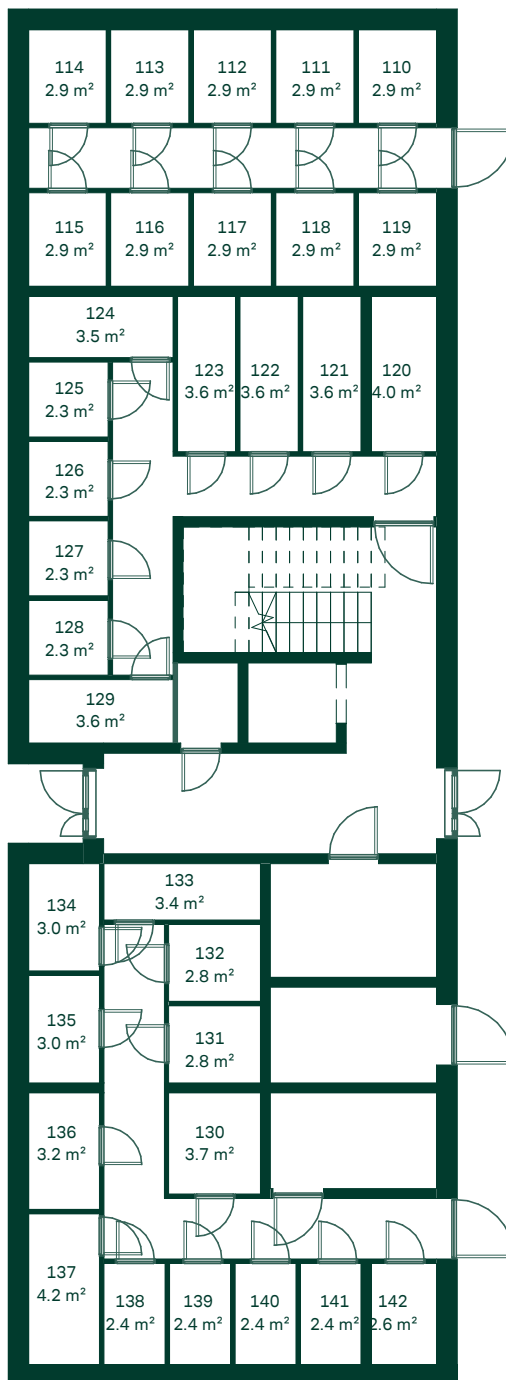 114
2.9 m²
113
2.9 m²
112
2.9 m²
111
2.9 m²
110
2.9 m²
115
2.9 m²
116
2.9 m²
117
2.9 m²
118
2.9 m²
119
2.9 m²
124
3.5 m²
123
3.6 m²
122
3.6 m²
121
3.6 m²
120
4.0 m²
125
2.3 m²
126
2.3 m²
127
2.3 m²
128
2.3 m²
129
3.6 m²
133
3.4 m²
134
3.0 m²
132
2.8 m²
135
3.0 m²
131
2.8 m²
136
3.2 m²
130
3.7 m²
137
4.2 m²
138
2.4 m²
139
2.4 m²
140
2.4 m²
141
2.4 m²
142
2.6 m²